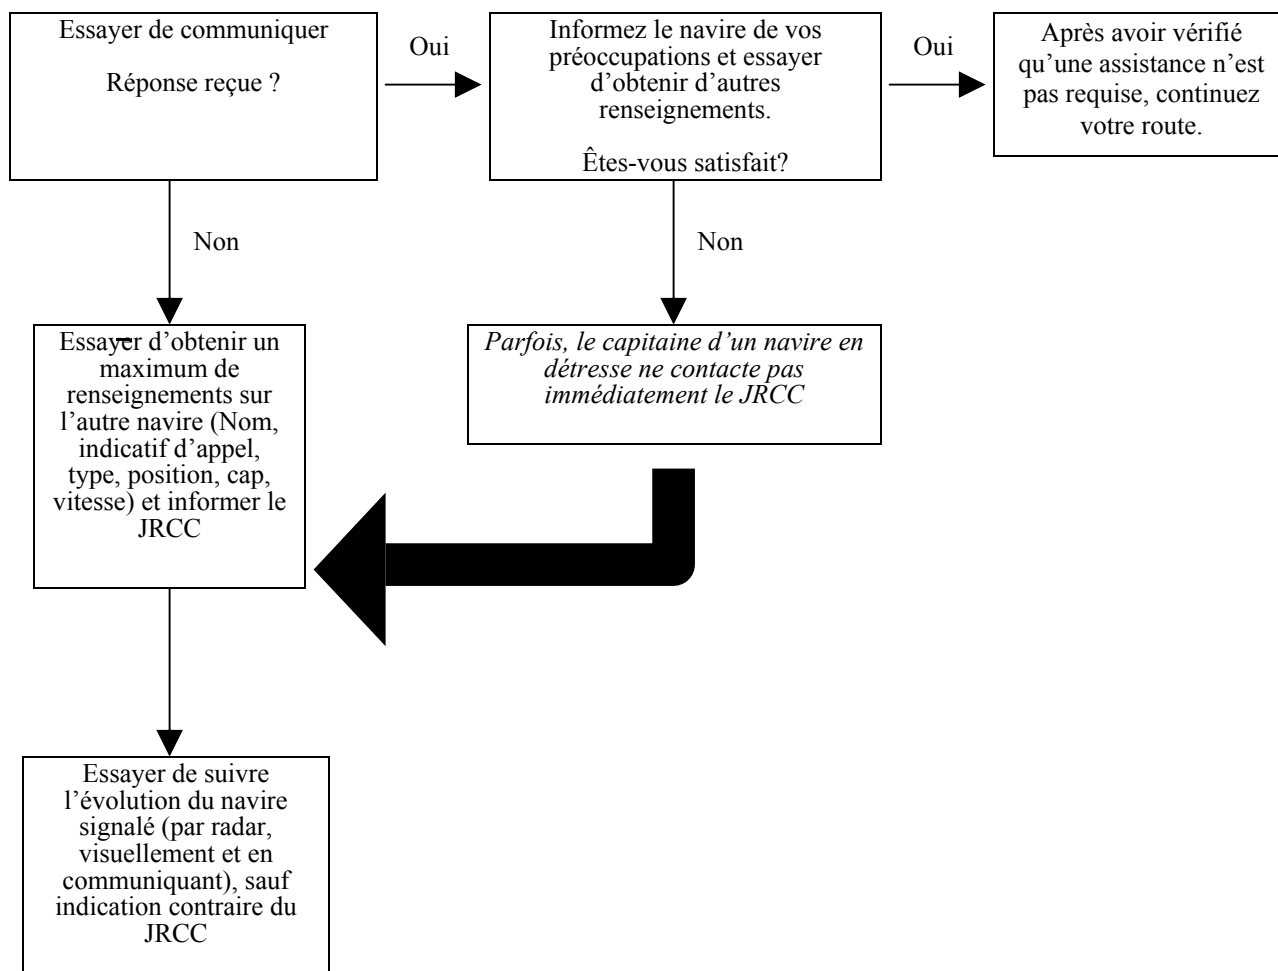 Essayer de communiquer
Réponse reçue ?
Oui
Informez le navire de vos
préoccupations et essayer
d’obtenir d’autres
renseignements.
Êtes-vous satisfait?
Oui
Après avoir vérifié
qu’une assistance n’est
pas requise, continuez
votre route.
Non
Non
Essayer d’obtenir un
maximum de
renseignements sur
l’autre navire (Nom,
indicatif d’appel,
type, position, cap,
vitesse) et informer le
JRCC
Parfois, le capitaine d’un navire en
détresse ne contacte pas
immédiatement le JRCC
Essayer de suivre
l’évolution du navire
signalé (par radar,
visuellement et en
communiquant), sauf
indication contraire du
JRCC